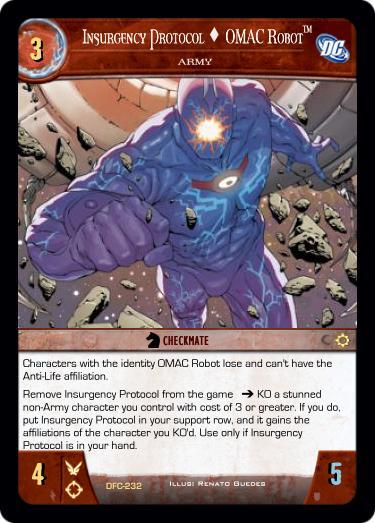 3
Insurgency Protocol ♦ OMAC Robot™
DC
ARMY
CHECKMATE
Characters with the identity OMAC Robot lose and can't have the
Anti-Life affiliation.
Remove Insurgency Protocol from the game ➔ KO a stunned
non-Army character you control with cost of 3 or greater. If you do,
put Insurgency Protocol in your support row, and it gains the
affiliations of the character you KO'd. Use only if Insurgency
Protocol is in your hand.
4
DFC-232
Illus: Renato Guedes
5